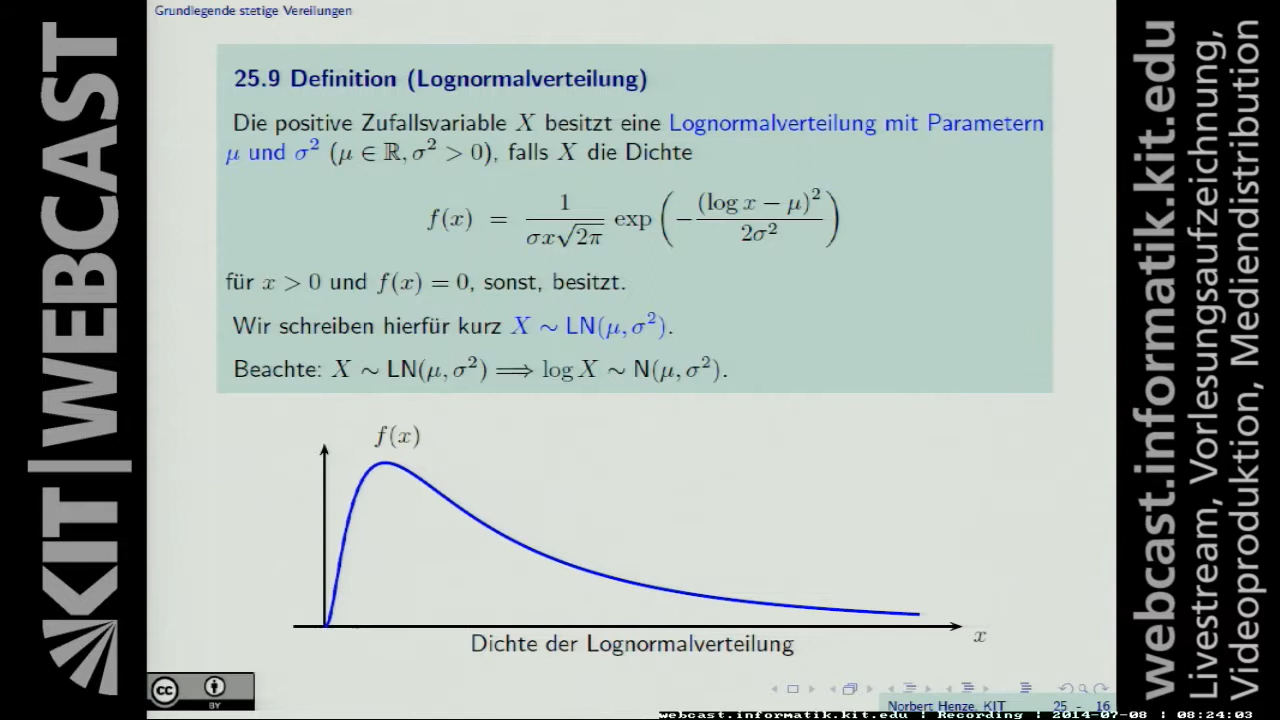 Grundlegende stetige Vereilungen
25.9 Definition (Lognormalverteilung)
Die positive Zufallsvariable X besitzt eine Lognormalverteilung mit Parametern
μ und σ² (μ ∈ ℝ, σ² > 0), falls X die Dichte
f(x) = 1/(σx√2π) exp(−(log x − μ)²/2σ²)
für x > 0 und f(x) = 0, sonst, besitzt.
Wir schreiben hierfür kurz X ∼ LN(μ, σ²).
Beachte: X ∼ LN(μ, σ²) ⟹ log X ∼ N(μ, σ²).
f(x)
x
Dichte der Lognormalverteilung
Norbert Henze, KIT 25 - 16
webcast.informatik.kit.edu | Recording | 2014-07-08 | 08:24:03
cc BY
KIT|WEBCAST
webcast.informatik.kit.edu
Livestream, Vorlesungsaufzeichnung,
Videoproduktion, Mediendistribution